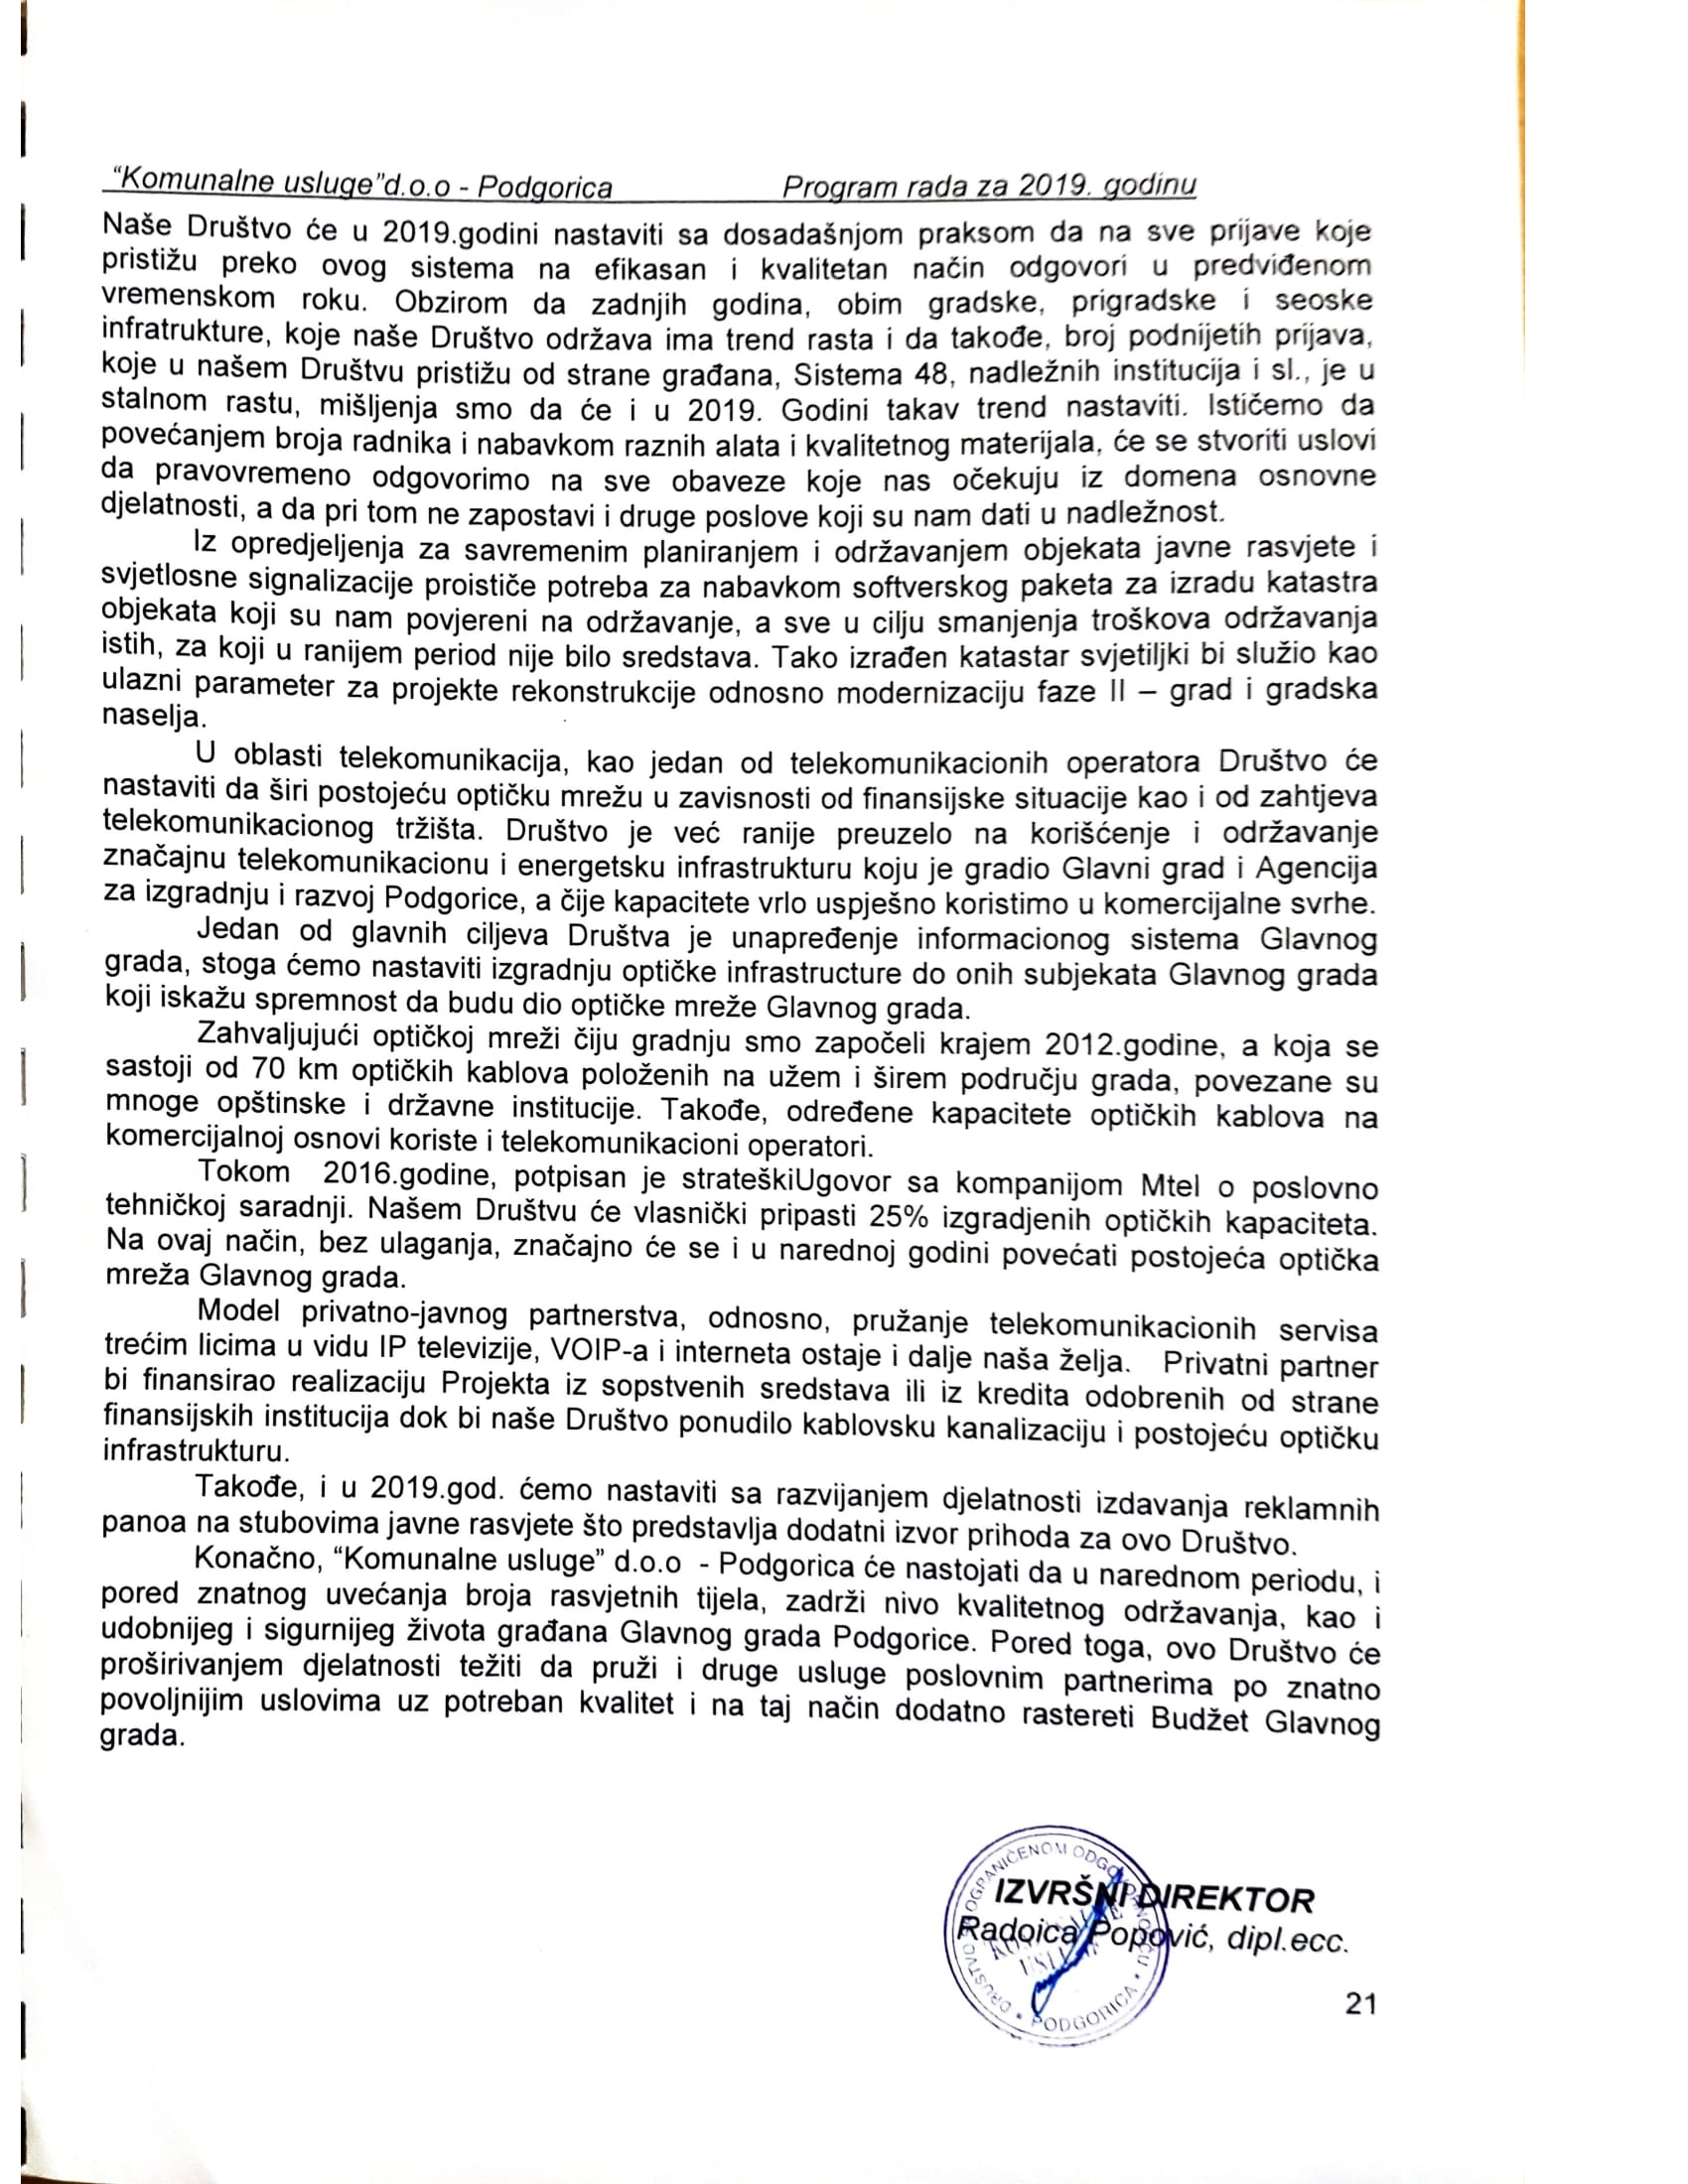 “Komunalne usluge”d.o.o - Podgorica Program rada za 2019. godinu
Naše Društvo će u 2019.godini nastaviti sa dosadašnjom praksom da na sve prijave koje
pristižu preko ovog sistema na efikasan i kvalitetan način odgovori u predviđenom
vremenskom roku. Obzirom da zadnjih godina, obim gradske, prigradske i seoske
infratrukture, koje naše Društvo održava ima trend rasta i da takođe, broj podnijetih prijava,
koje u našem Društvu pristižu od strane građana, Sistema 48, nadležnih institucija i sl., je u
stalnom rastu, mišljenja smo da će i u 2019. Godini takav trend nastaviti. Ističemo da
povećanjem broja radnika i nabavkom raznih alata i kvalitetnog materijala, će se stvoriti uslovi
da pravovremeno odgovorimo na sve obaveze koje nas očekuju iz domena osnovne
djelatnosti, a da pri tom ne zapostavi i druge poslove koji su nam dati u nadležnost.
Iz opredjeljenja za savremenim planiranjem i održavanjem objekata javne rasvjete i
svjetlosne signalizacije proističe potreba za nabavkom softverskog paketa za izradu katastra
objekata koji su nam povjereni na održavanje, a sve u cilju smanjenja troškova održavanja
istih, za koji u ranijem period nije bilo sredstava. Tako izrađen katastar svjetiljki bi služio kao
ulazni parameter za projekte rekonstrukcije odnosno modernizaciju faze II – grad i gradska
naselja.
U oblasti telekomunikacija, kao jedan od telekomunikacionih operatora Društvo će
nastaviti da širi postojeću optičku mrežu u zavisnosti od finansijske situacije kao i od zahtjeva
telekomunikacionog tržišta. Društvo je već ranije preuzelo na korišćenje i održavanje
značajnu telekomunikacionu i energetsku infrastrukturu koju je gradio Glavni grad i Agencija
za izgradnju i razvoj Podgorice, a čije kapacitete vrlo uspješno koristimo u komercijalne svrhe.
Jedan od glavnih ciljeva Društva je unapređenje informacionog sistema Glavnog
grada, stoga ćemo nastaviti izgradnju optičke infrastructure do onih subjekata Glavnog grada
koji iskažu spremnost da budu dio optičke mreže Glavnog grada.
Zahvaljujući optičkoj mreži čiju gradnju smo započeli krajem 2012.godine, a koja se
sastoji od 70 km optičkih kablova položenih na užem i širem području grada, povezane su
mnoge opštinske i državne institucije. Takođe, određene kapacitete optičkih kablova na
komercijalnoj osnovi koriste i telekomunikacioni operatori.
Tokom 2016.godine, potpisan je strateškiUgovor sa kompanijom Mtel o poslovno
tehničkoj saradnji. Našem Društvu će vlasnički pripasti 25% izgradjenih optičkih kapaciteta.
Na ovaj način, bez ulaganja, značajno će se i u narednoj godini povećati postojeća optička
mreža Glavnog grada.
Model privatno-javnog partnerstva, odnosno, pružanje telekomunikacionih servisa
trećim licima u vidu IP televizije, VOIP-a i interneta ostaje i dalje naša želja. Privatni partner
bi finansirao realizaciju Projekta iz sopstvenih sredstava ili iz kredita odobrenih od strane
finansijskih institucija dok bi naše Društvo ponudilo kablovsku kanalizaciju i postojeću optičku
infrastrukturu.
Takođe, i u 2019.god. ćemo nastaviti sa razvijanjem djelatnosti izdavanja reklamnih
panoa na stubovima javne rasvjete što predstavlja dodatni izvor prihoda za ovo Društvo.
Konačno, “Komunalne usluge” d.o.o - Podgorica će nastojati da u narednom periodu, i
pored znatnog uvećanja broja rasvjetnih tijela, zadrži nivo kvalitetnog održavanja, kao i
udobnijeg i sigurnijeg života građana Glavnog grada Podgorice. Pored toga, ovo Društvo će
proširivanjem djelatnosti težiti da pruži i druge usluge poslovnim partnerima po znatno
povoljnijim uslovima uz potreban kvalitet i na taj način dodatno rastereti Budžet Glavnog
grada.
IZVRŠNI DIREKTOR
Radoica Popović, dipl.ecc.
DRUŠTVO SA OGRANIČENOM ODGOVORNOŠĆU
PODGORICA
21